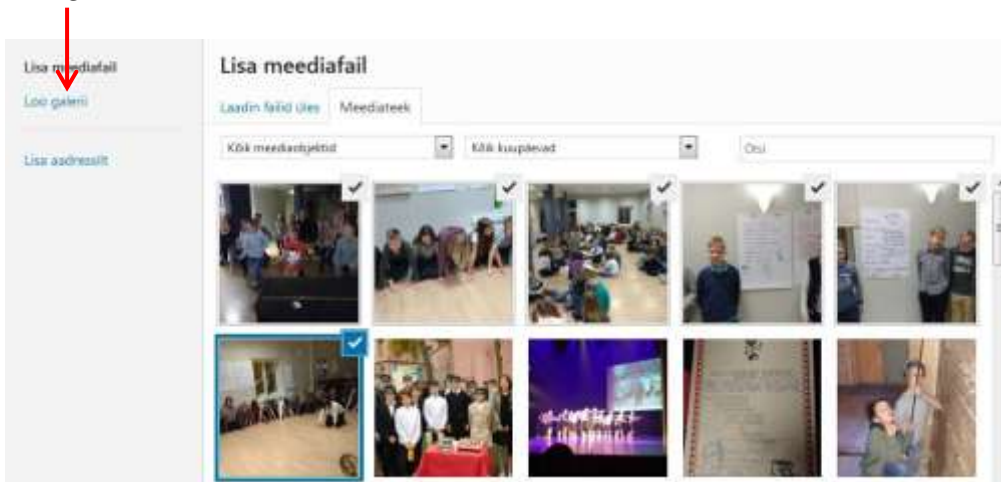 Lisa meediafail
Loo galerii
Lisa aadressilt
Lisa meediafail
Laadin failid üles
Meediateek
Kõik meediaobjektid
Kõik kuupäevad
Otsi